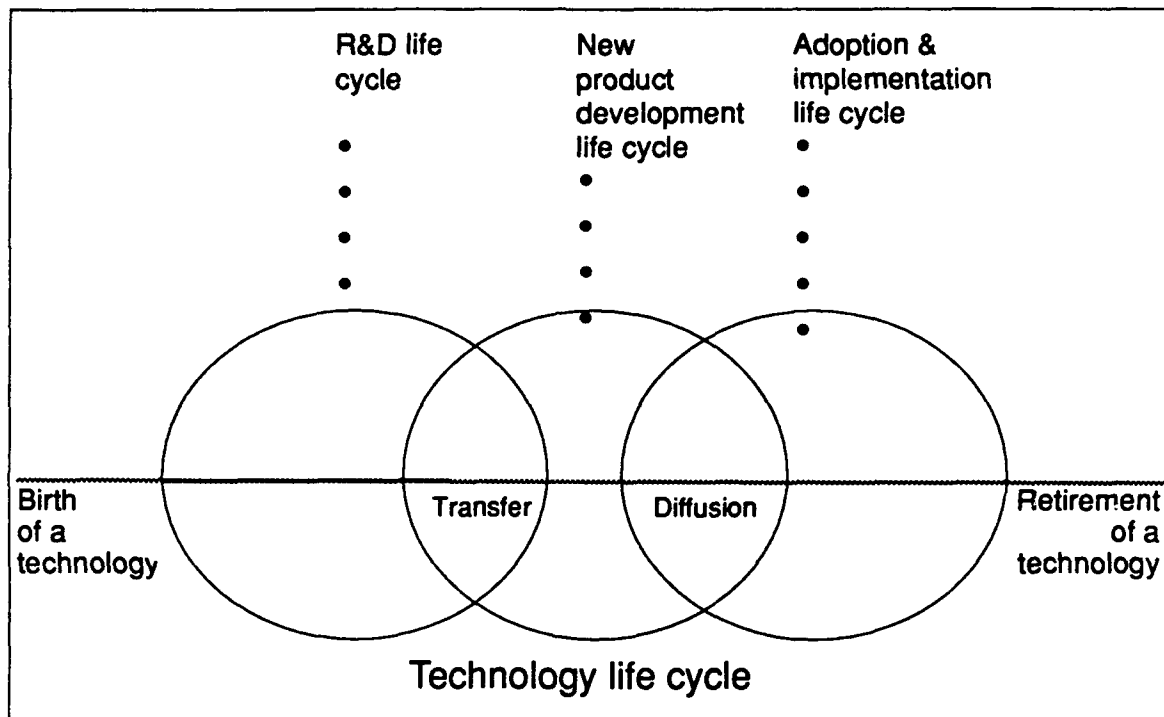 R&D life
cycle
New
product
development
life cycle
Adoption &
implementation
life cycle
Birth
of a
technology
Transfer
Diffusion
Retirement
of a
technology
Technology life cycle